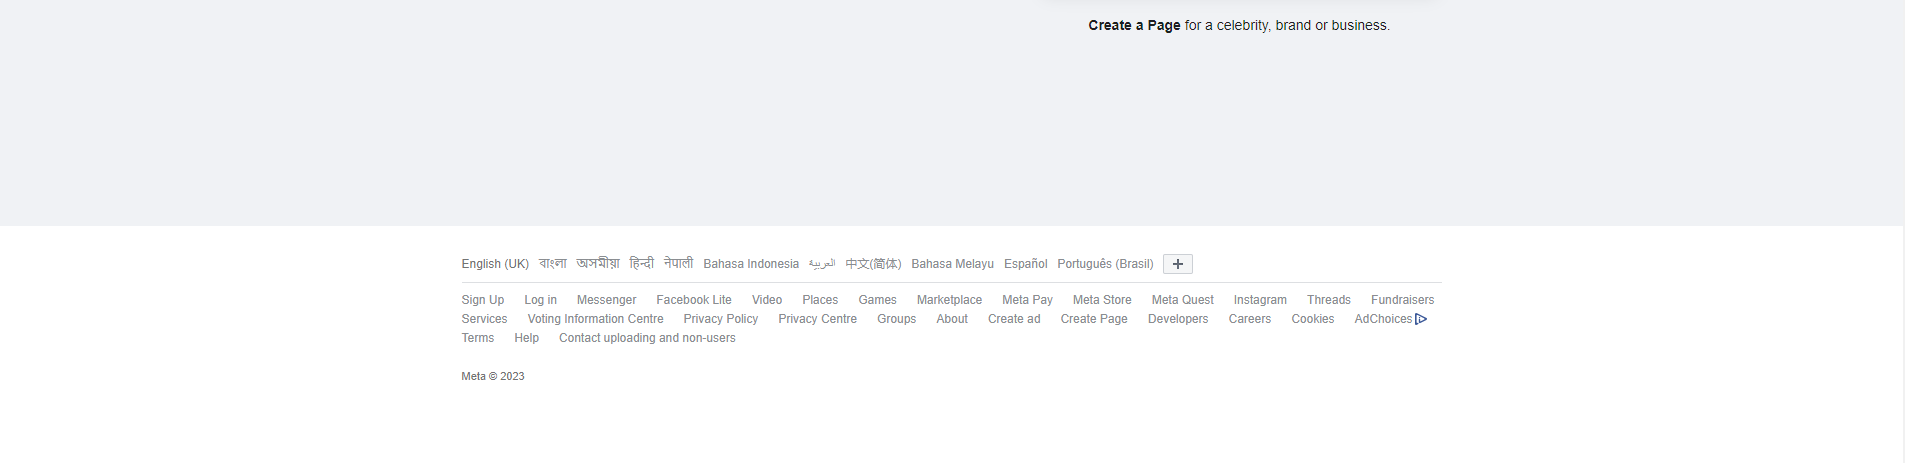 Create a Page for a celebrity, brand or business.
English (UK) বাংলা অসমীয়া हिन्दी नेपाली Bahasa Indonesia العربية 中文(简体) Bahasa Melayu Español Português (Brasil) +
Sign Up Log in Messenger Facebook Lite Video Places Games Marketplace Meta Pay Meta Store Meta Quest Instagram Threads Fundraisers
Services Voting Information Centre Privacy Policy Privacy Centre Groups About Create ad Create Page Developers Careers Cookies AdChoices
Terms Help Contact uploading and non-users
Meta © 2023